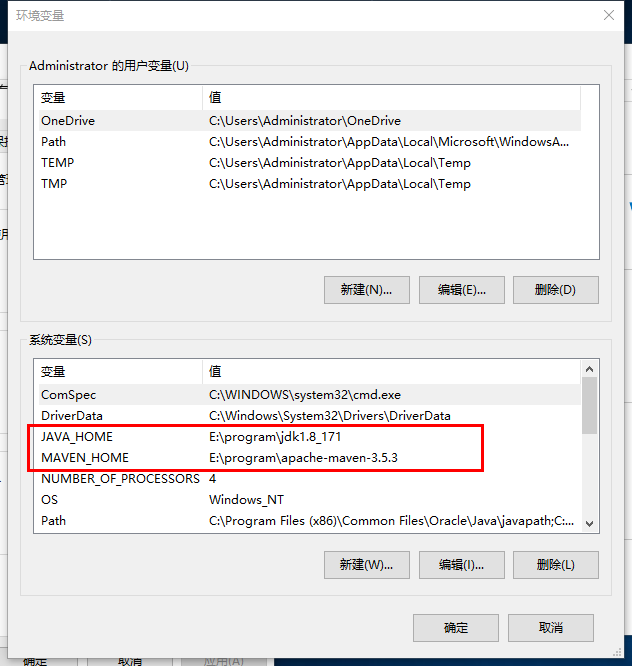 环境变量
Administrator 的用户变量(U)
变量 值
OneDrive C:\Users\Administrator\OneDrive
Path C:\Users\Administrator\AppData\Local\Microsoft\WindowsA...
TEMP C:\Users\Administrator\AppData\Local\Temp
TMP C:\Users\Administrator\AppData\Local\Temp
新建(N)... 编辑(E)... 删除(D)
系统变量(S)
变量 值
ComSpec C:\WINDOWS\system32\cmd.exe
DriverData C:\Windows\System32\Drivers\DriverData
JAVA_HOME E:\program\jdk1.8_171
MAVEN_HOME E:\program\apache-maven-3.5.3
NUMBER_OF_PROCESSORS 4
OS Windows_NT
Path C:\Program Files (x86)\Common Files\Oracle\Java\javapath;C:...
新建(W)... 编辑(I)... 删除(L)
确定 取消
确定 取消 应用(A)